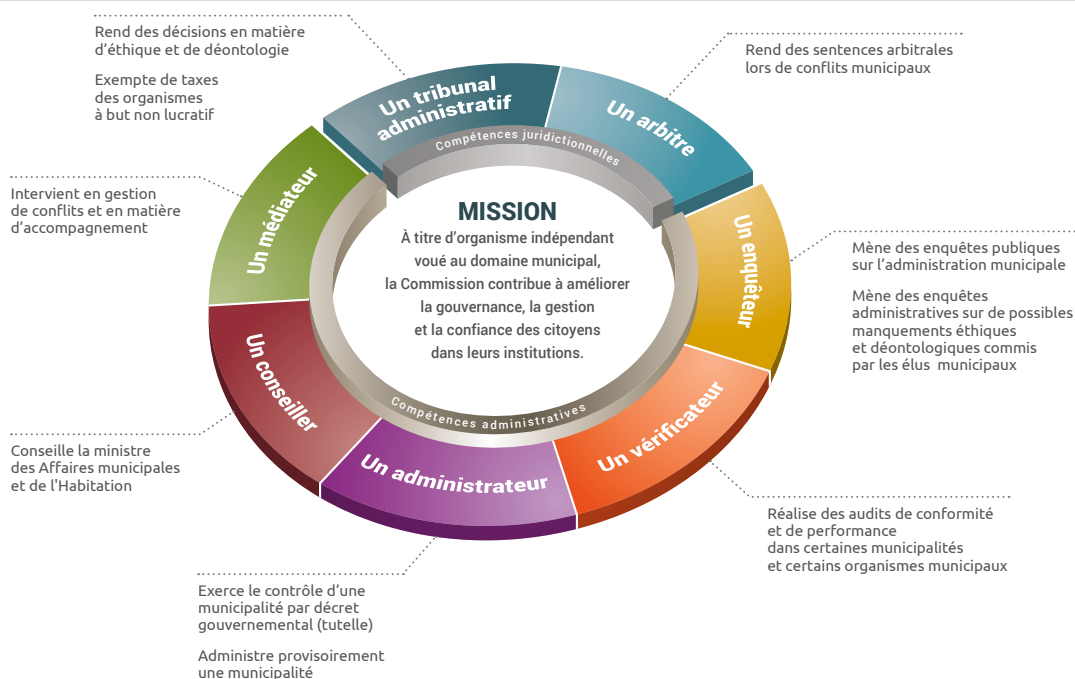 Rend des décisions en matière
d'éthique et de déontologie
Exempte de taxes
des organismes
à but non lucratif
Un tribunal
administratif
Un arbitre
Rend des sentences arbitrales
lors de conflits municipaux
Compétences juridictionnelles
Un médiateur
Intervient en gestion
de conflits et en matière
d'accompagnement
MISSION
À titre d'organisme indépendant
voué au domaine municipal,
la Commission contribue à améliorer
la gouvernance, la gestion
et la confiance des citoyens
dans leurs institutions.
Un enquêteur
Mène des enquêtes publiques
sur l'administration municipale
Mène des enquêtes
administratives sur de possibles
manquements éthiques
et déontologiques commis
par les élus municipaux
Un conseiller
Conseille la ministre
des Affaires municipales
et de l'Habitation
Compétences administratives
Un administrateur
Exerce le contrôle d'une
municipalité par décret
gouvernemental (tutelle)
Administre provisoirement
une municipalité
Un vérificateur
Réalise des audits de conformité
et de performance
dans certaines municipalités
et certains organismes municipaux